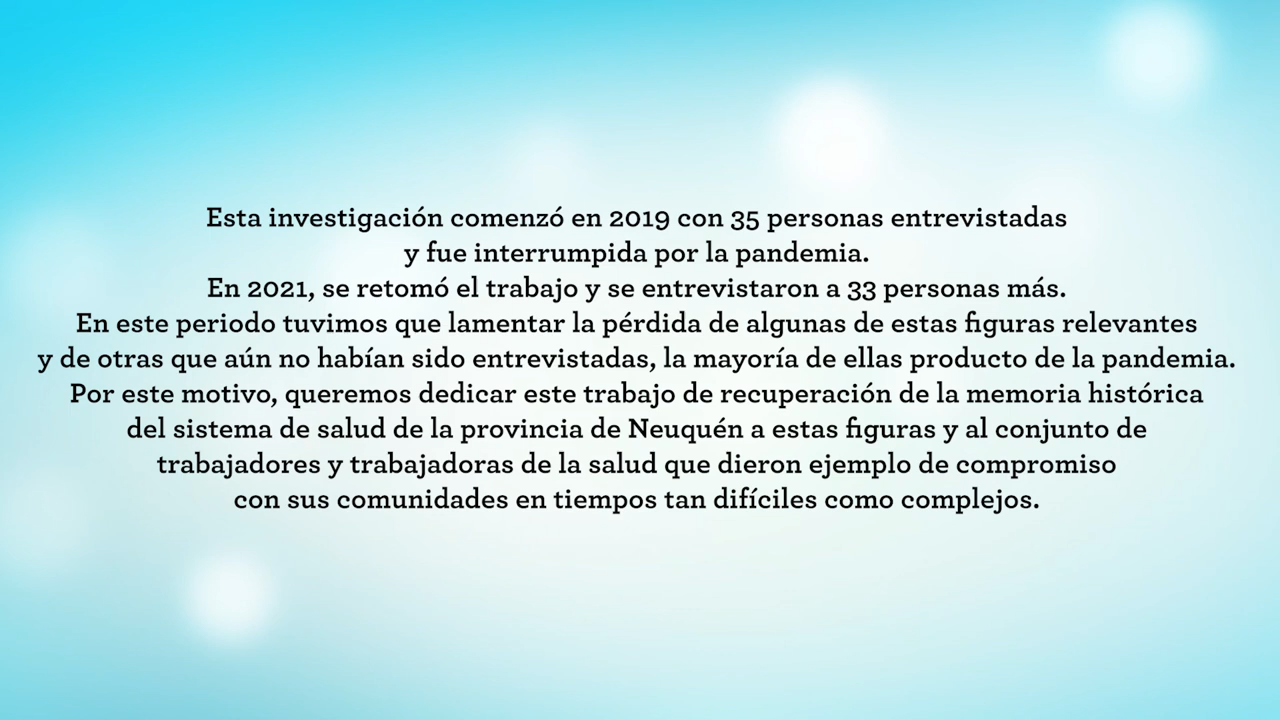 Esta investigación comenzó en 2019 con 35 personas entrevistadas
y fue interrumpida por la pandemia.
En 2021, se retomó el trabajo y se entrevistaron a 33 personas más.
En este periodo tuvimos que lamentar la pérdida de algunas de estas figuras relevantes
y de otras que aún no habían sido entrevistadas, la mayoría de ellas producto de la pandemia.
Por este motivo, queremos dedicar este trabajo de recuperación de la memoria histórica
del sistema de salud de la provincia de Neuquén a estas figuras y al conjunto de
trabajadores y trabajadoras de la salud que dieron ejemplo de compromiso
con sus comunidades en tiempos tan difíciles como complejos.